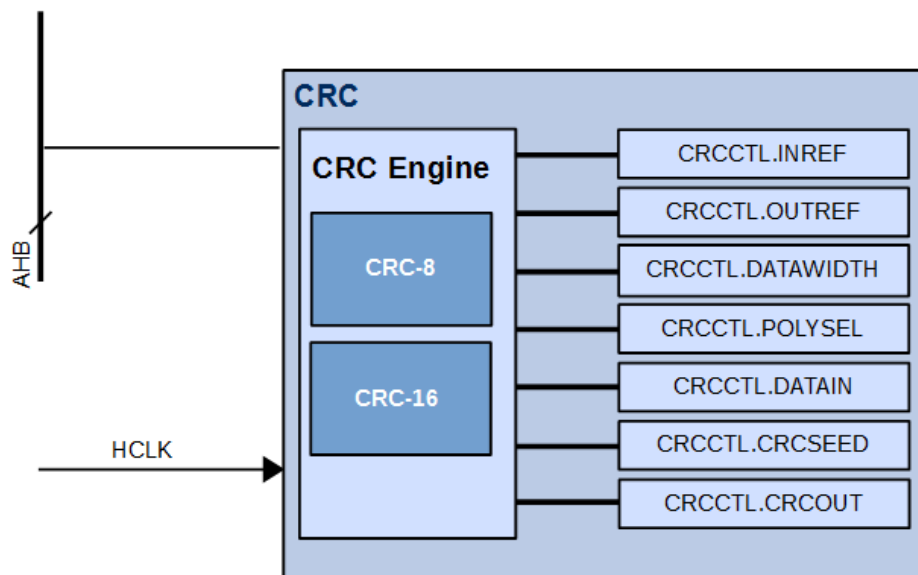 CRC
CRC Engine
CRC-8
CRC-16
CRCCTL.INREF
CRCCTL.OUTREF
CRCCTL.DATAWIDTH
CRCCTL.POLYSEL
CRCCTL.DATAIN
CRCCTL.CRCSEED
CRCCTL.CRCOUT
AHB
HCLK